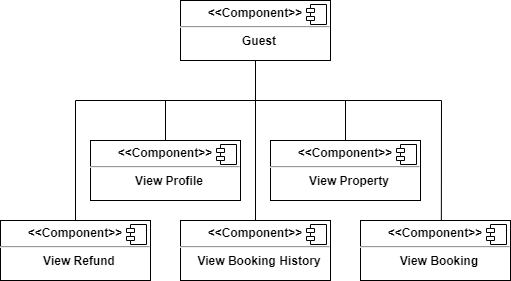 <<Component>>
Guest
<<Component>>
View Profile
<<Component>>
View Property
<<Component>>
View Refund
<<Component>>
View Booking History
<<Component>>
View Booking